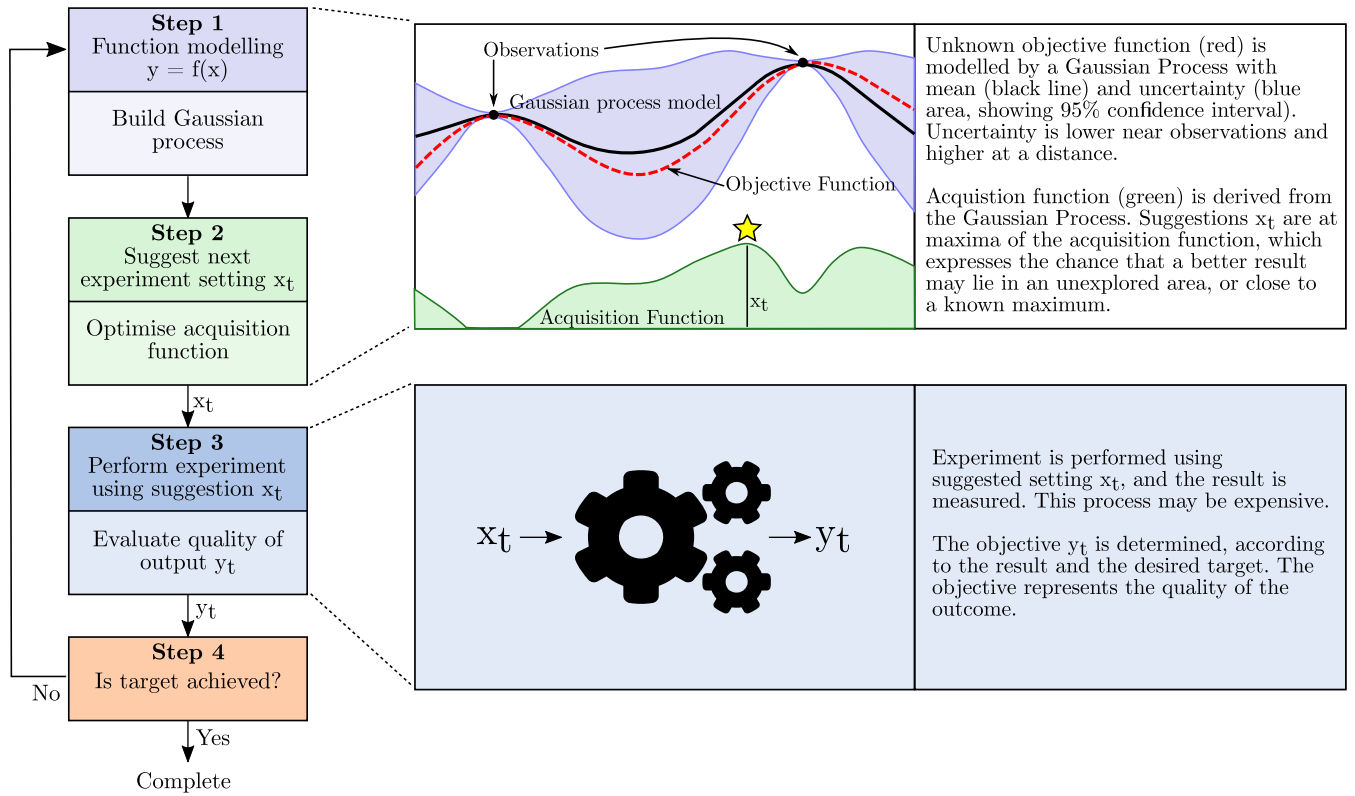 Step 1
Function modelling
y = f(x)
Build Gaussian
process
Step 2
Suggest next
experiment setting xt
Optimise acquisition
function
xt
Step 3
Perform experiment
using suggestion xt
Evaluate quality of
output yt
yt
Step 4
Is target achieved?
No
Yes
Complete
Observations
Gaussian process model
Objective Function
xt
Acquisition Function
Unknown objective function (red) is
modelled by a Gaussian Process with
mean (black line) and uncertainty (blue
area, showing 95% confidence interval).
Uncertainty is lower near observations and
higher at a distance.
Acquistion function (green) is derived from
the Gaussian Process. Suggestions xt are at
maxima of the acquisition function, which
expresses the chance that a better result
may lie in an unexplored area, or close to
a known maximum.
xt
yt
Experiment is performed using
suggested setting xt, and the result is
measured. This process may be expensive.
The objective yt is determined, according
to the result and the desired target. The
objective represents the quality of the
outcome.